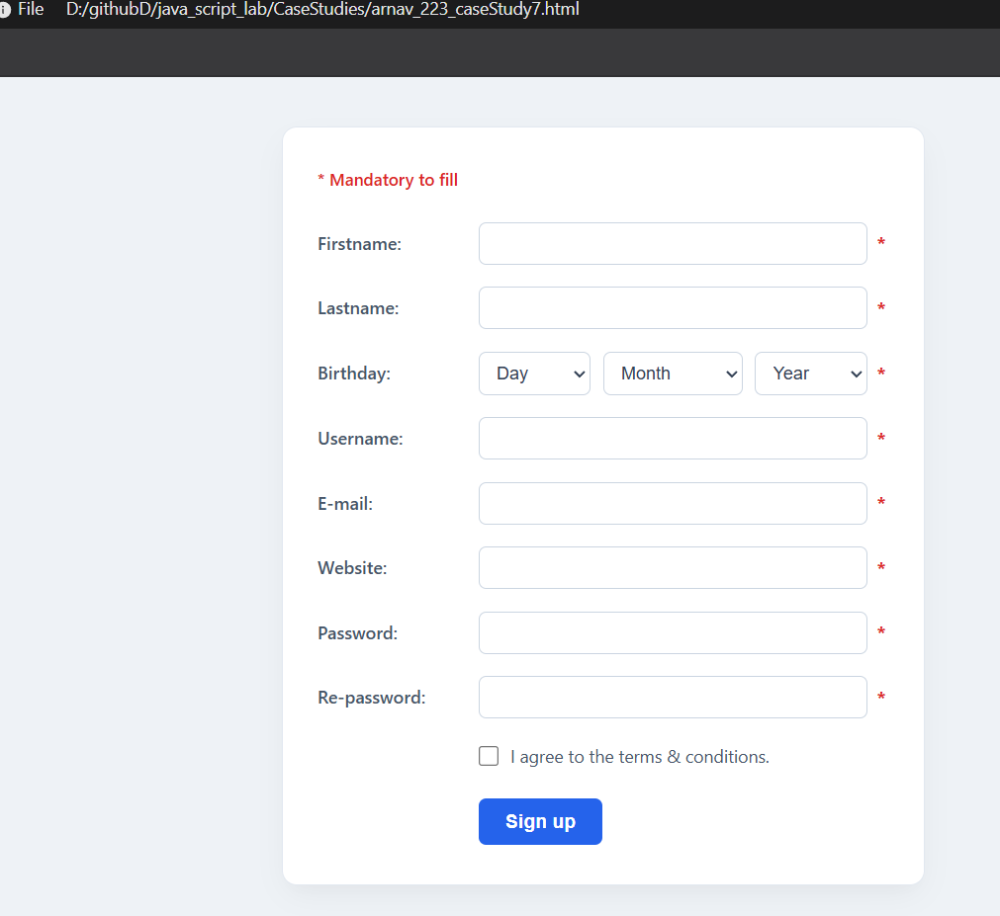 File D:/githubD/java_script_lab/CaseStudies/arnav_223_caseStudy7.html
* Mandatory to fill
Firstname: *
Lastname: *
Birthday: Day Month Year *
Username: *
E-mail: *
Website: *
Password: *
Re-password: *
I agree to the terms & conditions.
Sign up